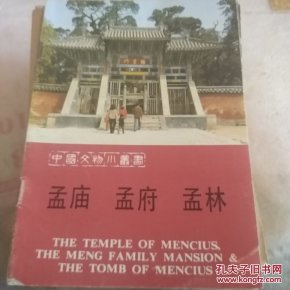 中國文物小叢書
孟庙 孟府 孟林
THE TEMPLE OF MENCIUS,
THE MENG FAMILY MANSION &
THE TOMB OF MENCIUS